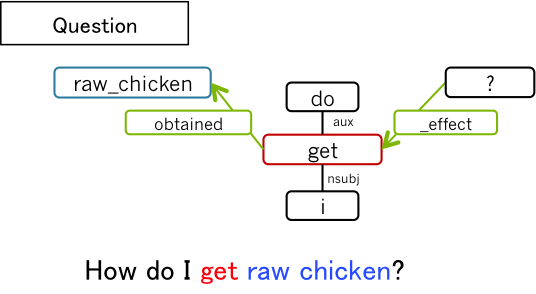 Question
raw_chicken
?
do
obtained
aux
_effect
get
nsubj
i
How do I get raw chicken?